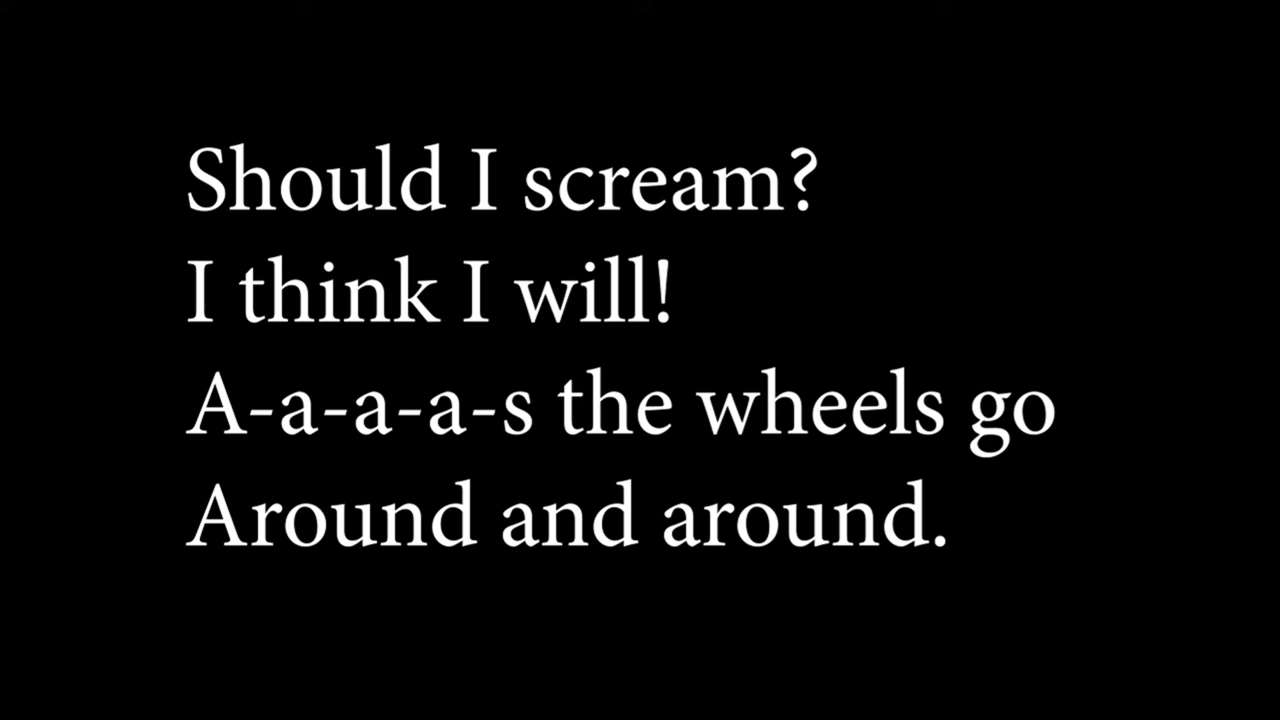 Should I scream?
I think I will!
A-a-a-a-s the wheels go
Around and around.